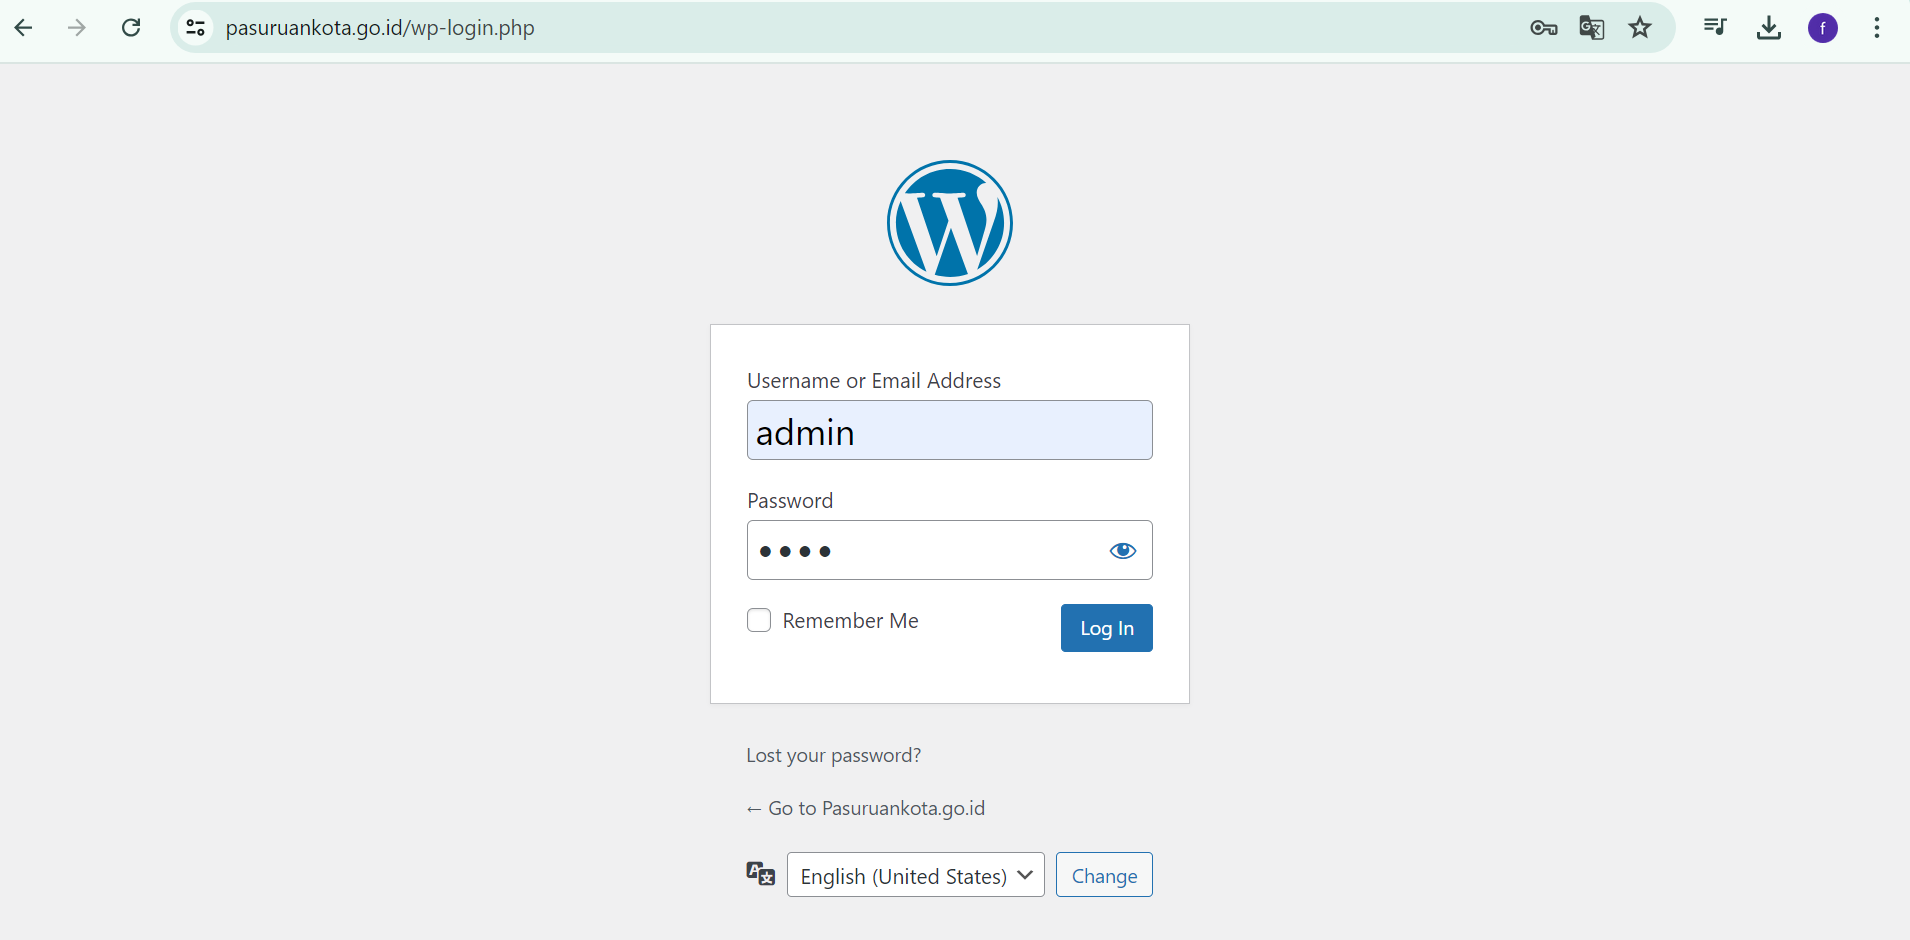 pasuruankota.go.id/wp-login.php
f
Username or Email Address
admin
Password
Remember Me
Log In
Lost your password?
← Go to Pasuruankota.go.id
English (United States)
Change